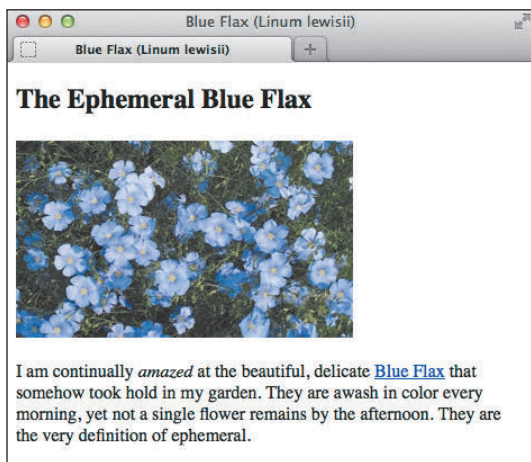 Blue Flax (Linum lewisii)
Blue Flax (Linum lewisii)
The Ephemeral Blue Flax
I am continually amazed at the beautiful, delicate Blue Flax that
somehow took hold in my garden. They are awash in color every
morning, yet not a single flower remains by the afternoon. They are
the very definition of ephemeral.